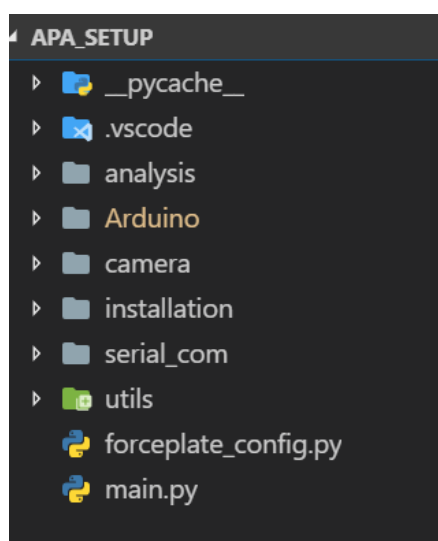 APA_SETUP
__pycache__
.vscode
analysis
Arduino
camera
installation
serial_com
utils
forceplate_config.py
main.py